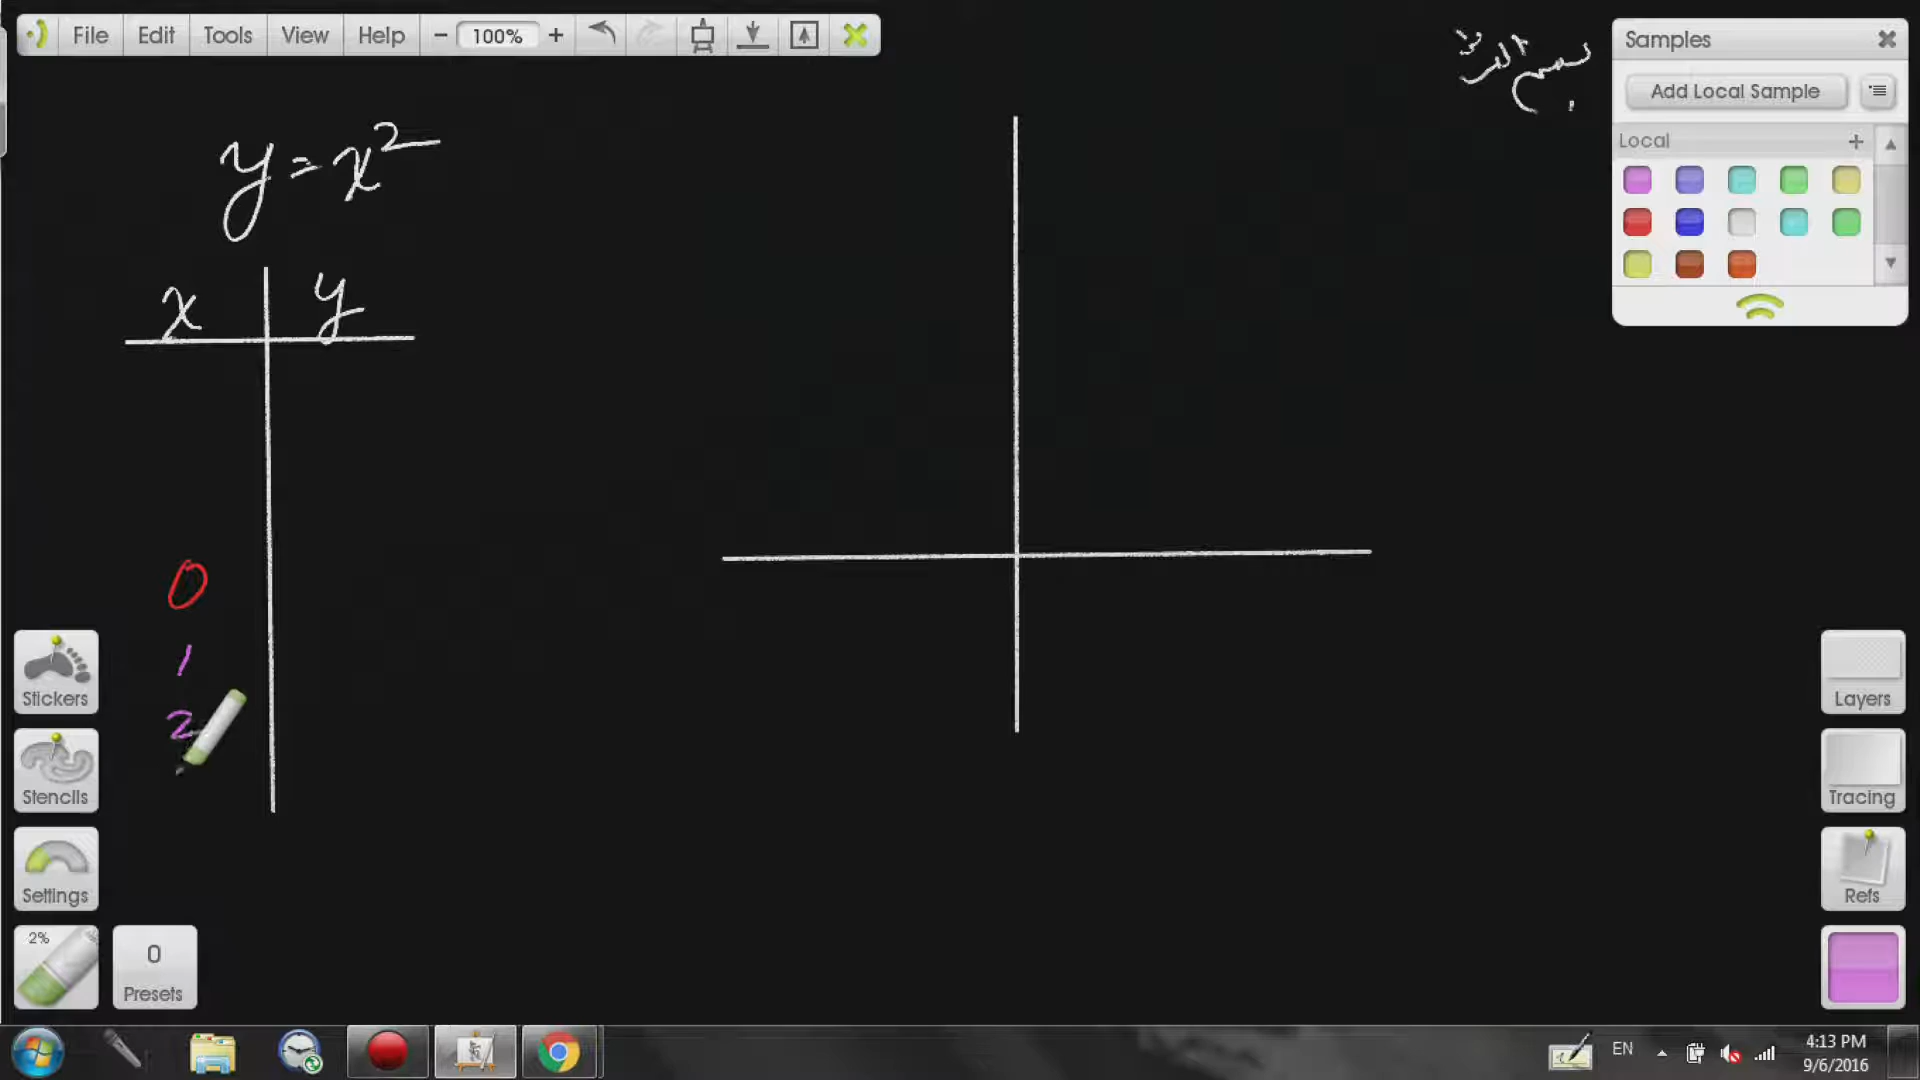 File Edit Tools View Help − 100% +
Samples
Add Local Sample
Local
بسم الله
y = x²
x y
0
1
2
Stickers
Stencils
Settings
2%
0
Presets
Layers
Tracing
Refs
EN
4:13 PM
9/6/2016